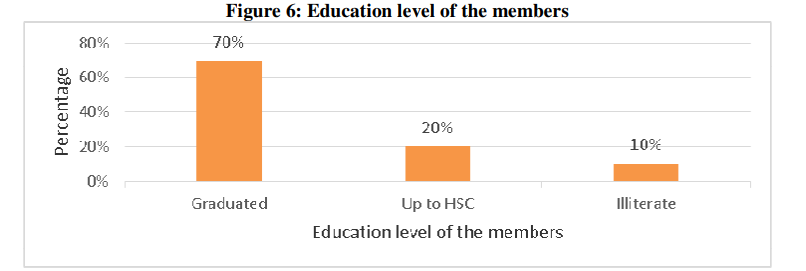 Figure 6: Education level of the members
80%
70%
60%
40%
20%
20%
10%
0%
Percentage
Graduated
Up to HSC
Illiterate
Education level of the members